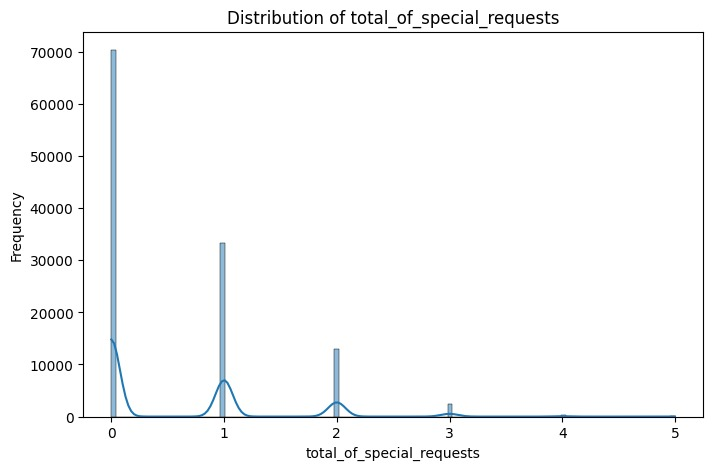 Distribution of total_of_special_requests
Frequency
70000
60000
50000
40000
30000
20000
10000
0
0 1 2 3 4 5
total_of_special_requests